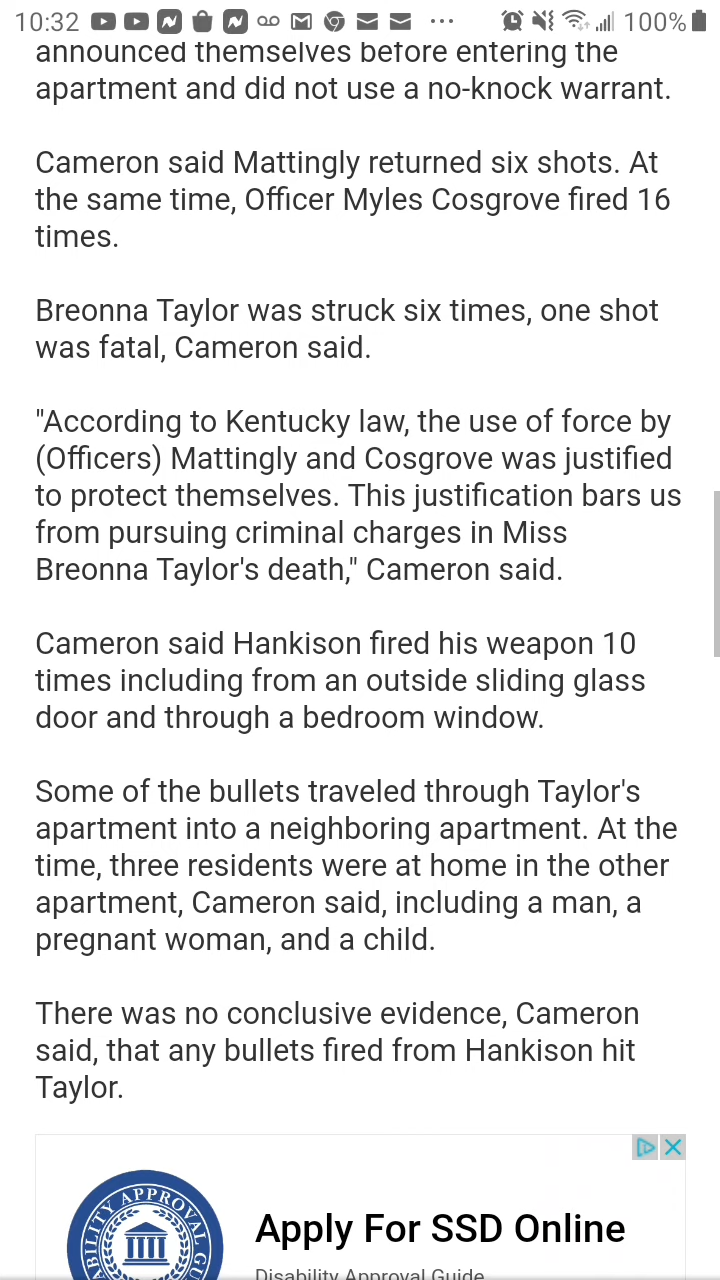 10:32
100%
announced themselves before entering the
apartment and did not use a no-knock warrant.
Cameron said Mattingly returned six shots. At
the same time, Officer Myles Cosgrove fired 16
times.
Breonna Taylor was struck six times, one shot
was fatal, Cameron said.
"According to Kentucky law, the use of force by
(Officers) Mattingly and Cosgrove was justified
to protect themselves. This justification bars us
from pursuing criminal charges in Miss
Breonna Taylor's death," Cameron said.
Cameron said Hankison fired his weapon 10
times including from an outside sliding glass
door and through a bedroom window.
Some of the bullets traveled through Taylor's
apartment into a neighboring apartment. At the
time, three residents were at home in the other
apartment, Cameron said, including a man, a
pregnant woman, and a child.
There was no conclusive evidence, Cameron
said, that any bullets fired from Hankison hit
Taylor.
BILITY APPROVAL GU
Apply For SSD Online
Disability Approval Guide